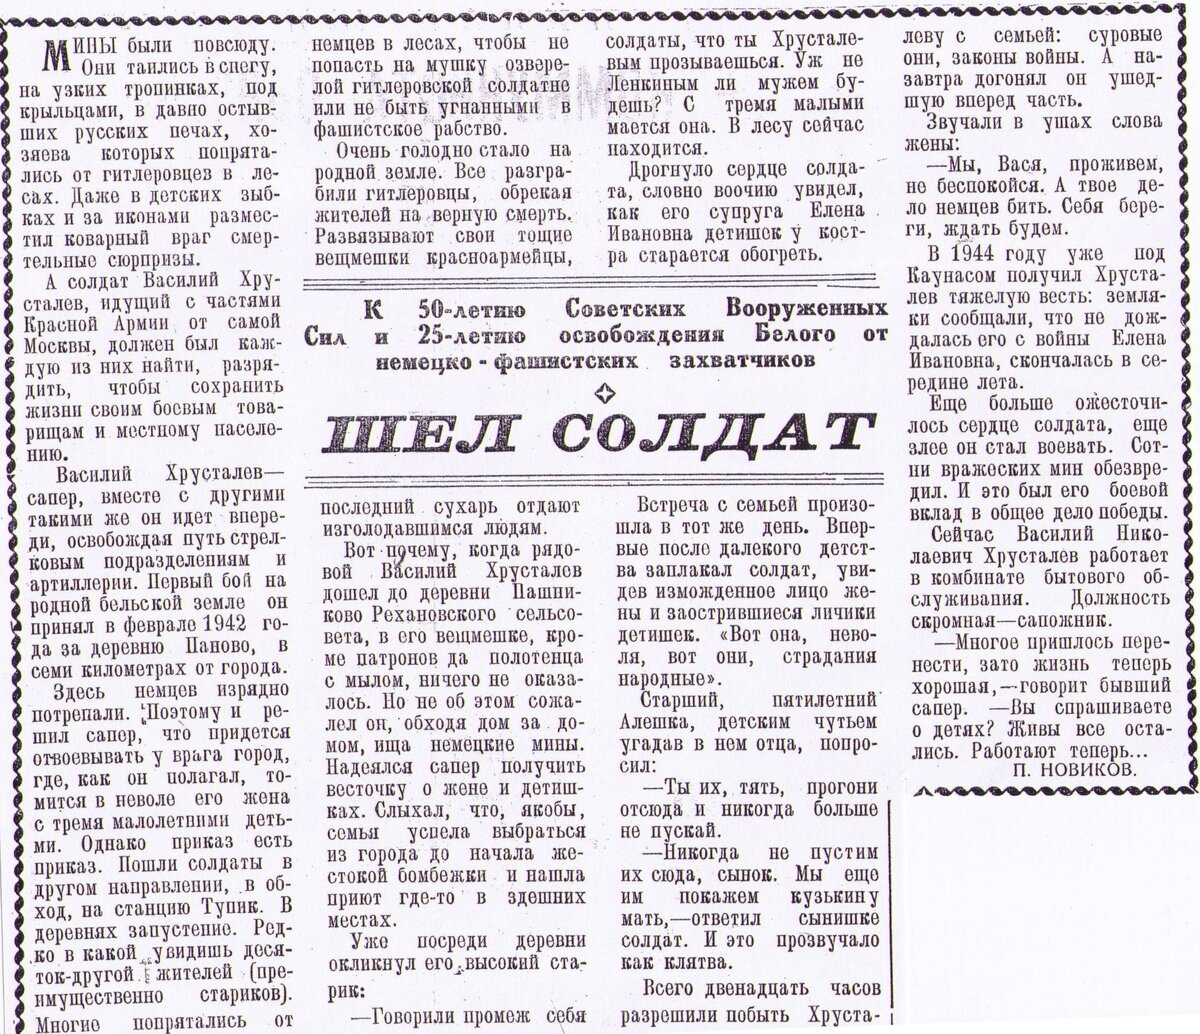 МИНЫ были повсюду.
Они таились в снегу,
на узких тропинках, под
крыльцами, в давно остыв-
ших русских печах, хо-
зяева которых попрята-
лись от гитлеровцев в ле-
сах. Даже в детских зыб-
ках и за иконами размес-
тил коварный враг смер-
тельные сюрпризы.
А солдат Василий Хру-
сталев, идущий с частями
Красной Армии от самой
Москвы, должен был каж-
дую из них найти, разря-
дить, чтобы сохранить
жизни своим боевым това-
рищам и местному населе-
нию.
Василий Хрусталев—
сапер, вместе с другими
такими же он идет впере-
ди, освобождая путь стрел-
ковым подразделениям и
артиллерии. Первый бой на
родной бельской земле он
принял в феврале 1942 го-
да за деревню Паново, в
семи километрах от города.
Здесь немцев изрядно
потрепали. Поэтому и ре-
шил сапер, что придется
отвоевывать у врага город,
где, как он полагал, то-
мится в неволе его жена
с тремя малолетними деть-
ми. Однако приказ есть
приказ. Пошли солдаты в
другом направлении, в об-
ход, на станцию Тупик. В
деревнях запустение. Ред-
ко в какой увидишь деся-
ток-другой жителей (пре-
имущественно стариков).
Многие попрятались от
немцев в лесах, чтобы не
попасть на мушку озвере-
лой гитлеровской солдатне
или не быть угнанными в
фашистское рабство.
Очень голодно стало на
родной земле. Все разгра-
били гитлеровцы, обрекая
жителей на верную смерть.
Развязывают свои тощие
вещмешки красноармейцы,
К 50-летию Советских Вооруженных
Сил и 25-летию освобождения Белого от
немецко-фашистских захватчиков
ШЕЛ СОЛДАТ
последний сухарь отдают
изголодавшимся людям.
Вот почему, когда рядо-
вой Василий Хрусталев
дошел до деревни Пашни-
ково Рехановского сельсо-
вета, в его вещмешке, кро-
ме патронов да полотенца
с мылом, ничего не оказа-
лось. Но не об этом сожа-
лел он, обходя дом за до-
мом, ища немецкие мины.
Надеялся сапер получить
весточку о жене и детиш-
ках. Слыхал, что, якобы,
семья успела выбраться
из города до начала же-
стокой бомбежки и нашла
приют где-то в здешних
местах.
Уже посреди деревни
окликнул его высокий ста-
рик:
—Говорили промеж себя
солдаты, что ты Хрустале-
вым прозываешься. Уж не
Ленкиным ли мужем бу-
дешь? С тремя малыми
мается она. В лесу сейчас
находится.
Дрогнуло сердце солда-
та, словно воочию увидел,
как его супруга Елена
Ивановна детишек у кост-
ра старается обогреть.
Встреча с семьей произо-
шла в тот же день. Впер-
вые после далекого детст-
ва заплакал солдат, уви-
дев изможденное лицо же-
ны и заострившиеся личики
детишек. «Вот она, нево-
ля, вот они, страдания
народные».
Старший, пятилетний
Алешка, детским чутьем
угадав в нем отца, попро-
сил:
—Ты их, тять, прогони
отсюда и никогда больше
не пускай.
—Никогда не пустим
их сюда, сынок. Мы еще
им покажем кузькину
мать,—ответил сынишке
солдат. И это прозвучало
как клятва.
Всего двенадцать часов
разрешили побыть Хруста-
леву с семьей: суровые
они, законы войны. А на-
завтра догонял он ушед-
шую вперед часть.
Звучали в ушах слова
жены:
—Мы, Вася, проживем,
не беспокойся. А твое де-
ло немцев бить. Себя бере-
ги, ждать будем.
В 1944 году уже под
Каунасом получил Хруста-
лев тяжелую весть: земля-
ки сообщали, что не дож-
далась его с войны Елена
Ивановна, скончалась в се-
редине лета.
Еще больше ожесточи-
лось сердце солдата, еще
злее он стал воевать. Сот-
ни вражеских мин обезвре-
дил. И это был его боевой
вклад в общее дело победы.
Сейчас Василий Нико-
лаевич Хрусталев работает
в комбинате бытового об-
служивания. Должность
скромная—сапожник.
—Многое пришлось пере-
нести, зато жизнь теперь
хорошая,—говорит бывший
сапер. —Вы спрашиваете
о детях? Живы все оста-
лись. Работают теперь...
П. НОВИКОВ.